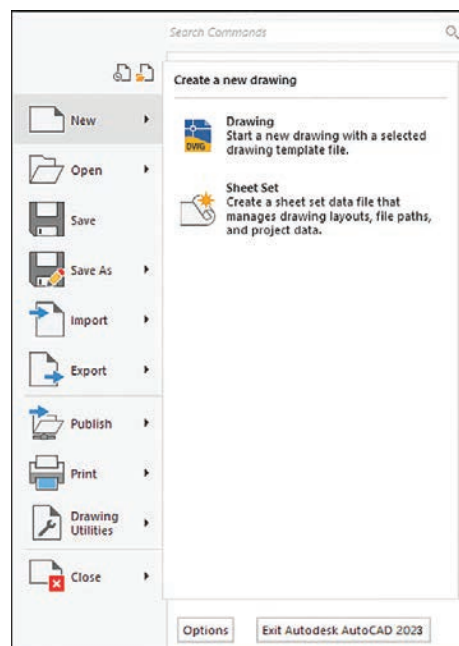 Search Commands
Create a new drawing
New
Drawing
Start a new drawing with a selected
drawing template file.
DWG
Open
Sheet Set
Create a sheet set data file that
manages drawing layouts, file paths,
and project data.
Save
Save As
Import
Export
Publish
Print
Drawing
Utilities
Close
Options
Exit Autodesk AutoCAD 2023